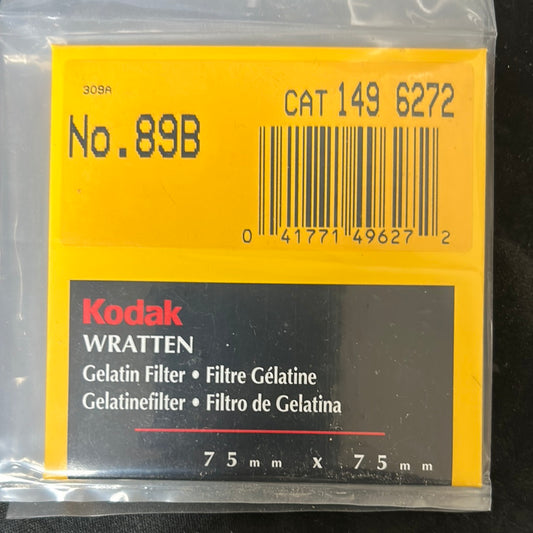 309A
CAT 149 6272
No.89B
0 41771 49627 2
Kodak
WRATTEN
Gelatin Filter • Filtre Gélatine
Gelatinefilter • Filtro de Gelatina
75mm x 75mm